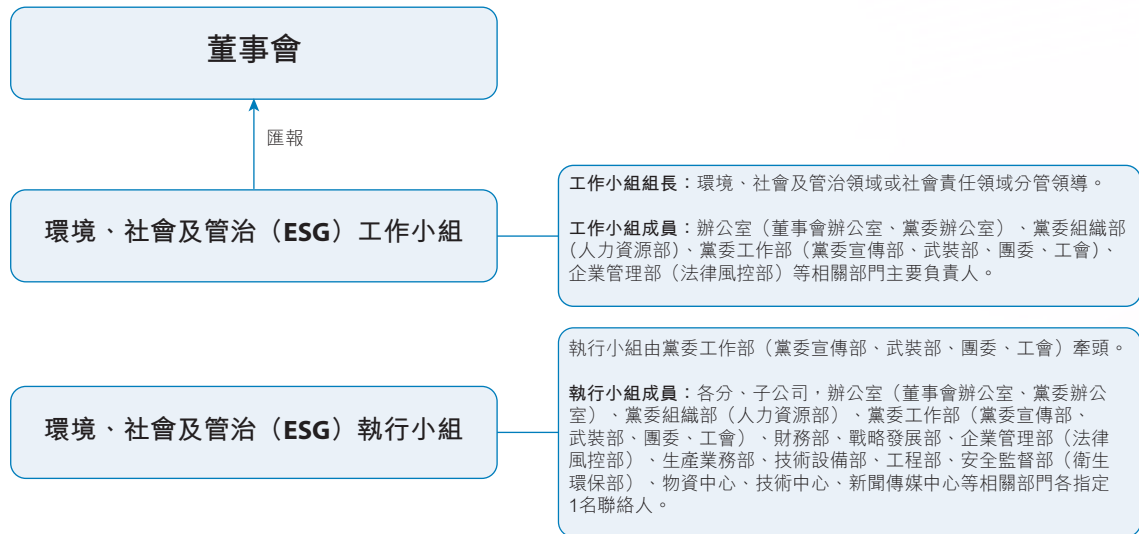 董事會
匯報
環境、社會及管治（ESG）工作小組
工作小組組長：環境、社會及管治領域或社會責任領域分管領導。
工作小組成員：辦公室（董事會辦公室、黨委辦公室）、黨委組織部
(人力資源部)、黨委工作部（黨委宣傳部、武裝部、團委、工會)、
企業管理部（法律風控部）等相關部門主要負責人。
環境、社會及管治（ESG）執行小組
執行小組由黨委工作部（黨委宣傳部、武裝部、團委、工會）牽頭。
執行小組成員：各分、子公司，辦公室（董事會辦公室、黨委辦公
室）、黨委組織部（人力資源部）、黨委工作部（黨委宣傳部、
武裝部、團委、工會）、財務部、戰略發展部、企業管理部（法律
風控部）、生產業務部、技術設備部、工程部、安全監督部（衛生
環保部）、物資中心、技術中心、新聞傳媒中心等相關部門各指定
1名聯絡人。